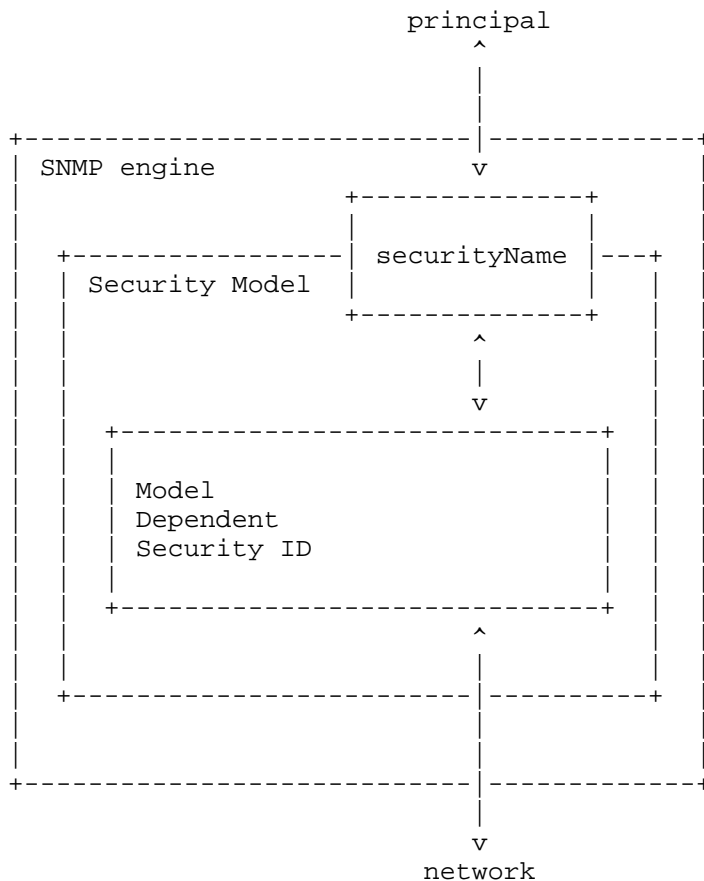 principal
SNMP engine
securityName
Security Model
Model
Dependent
Security ID
network